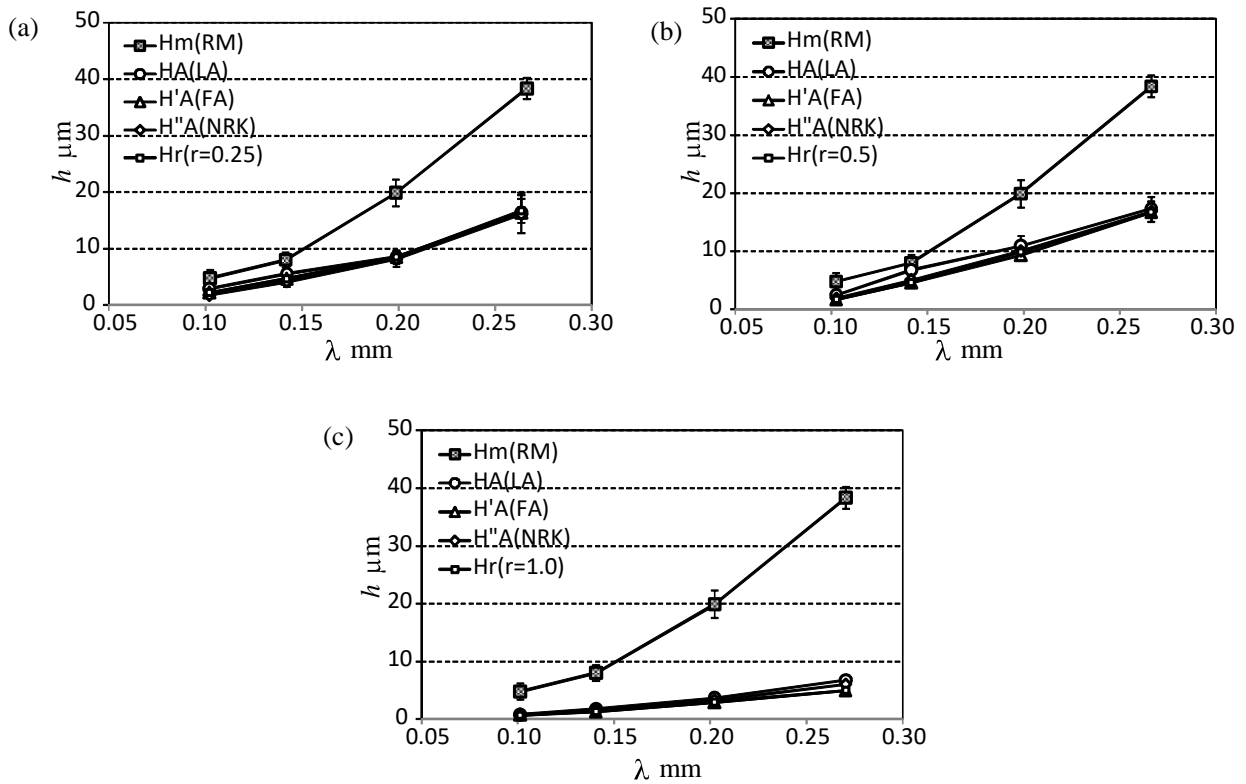 (a)
50
40
30
20
10
0
h μm
Hm(RM)
HA(LA)
H'A(FA)
H"A(NRK)
Hr(r=0.25)
0.05 0.10 0.15 0.20 0.25 0.30
λ mm
(b)
50
40
30
20
10
0
h μm
Hm(RM)
HA(LA)
H'A(FA)
H"A(NRK)
Hr(r=0.5)
0.05 0.10 0.15 0.20 0.25 0.30
λ mm
(c)
50
40
30
20
10
0
h μm
Hm(RM)
HA(LA)
H'A(FA)
H"A(NRK)
Hr(r=1.0)
0.05 0.10 0.15 0.20 0.25 0.30
λ mm